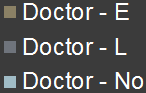 Doctor - E
Doctor - L
Doctor - No